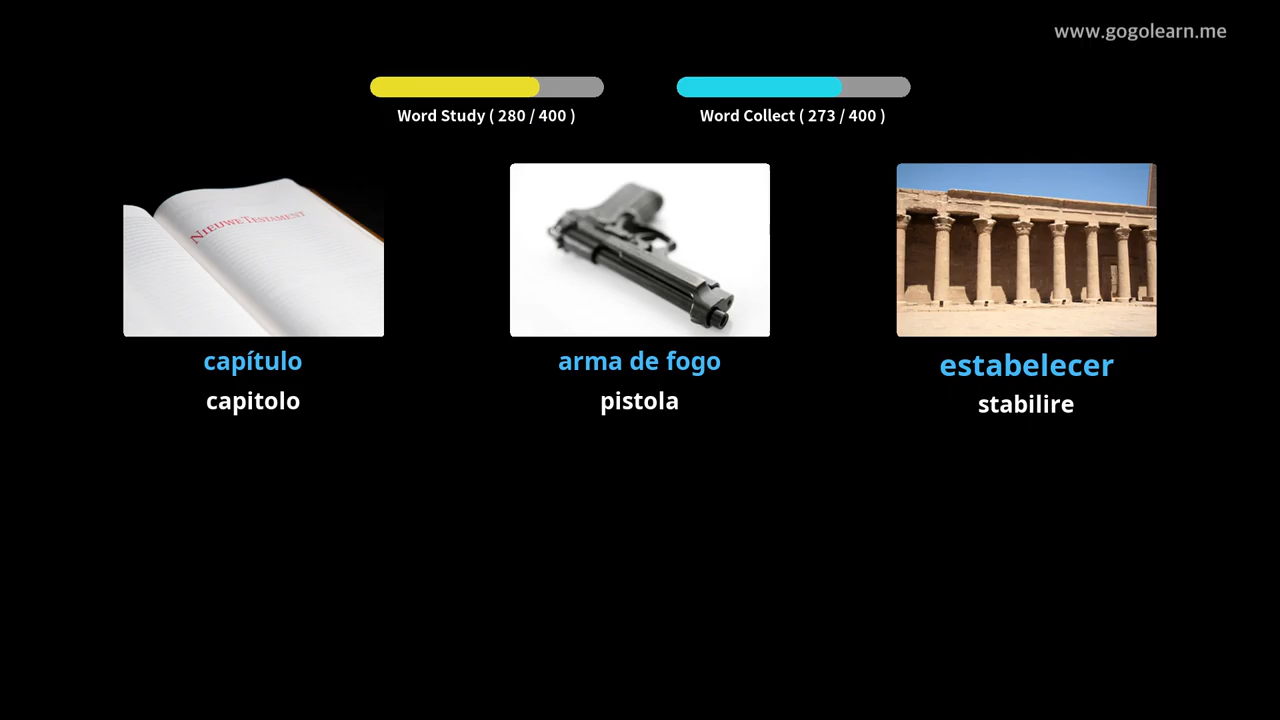 www.gogolearn.me
Word Study ( 280 / 400 )
Word Collect ( 273 / 400 )
NIEUWE TESTAMENT
capítulo
capitolo
arma de fogo
pistola
estabelecer
stabilire